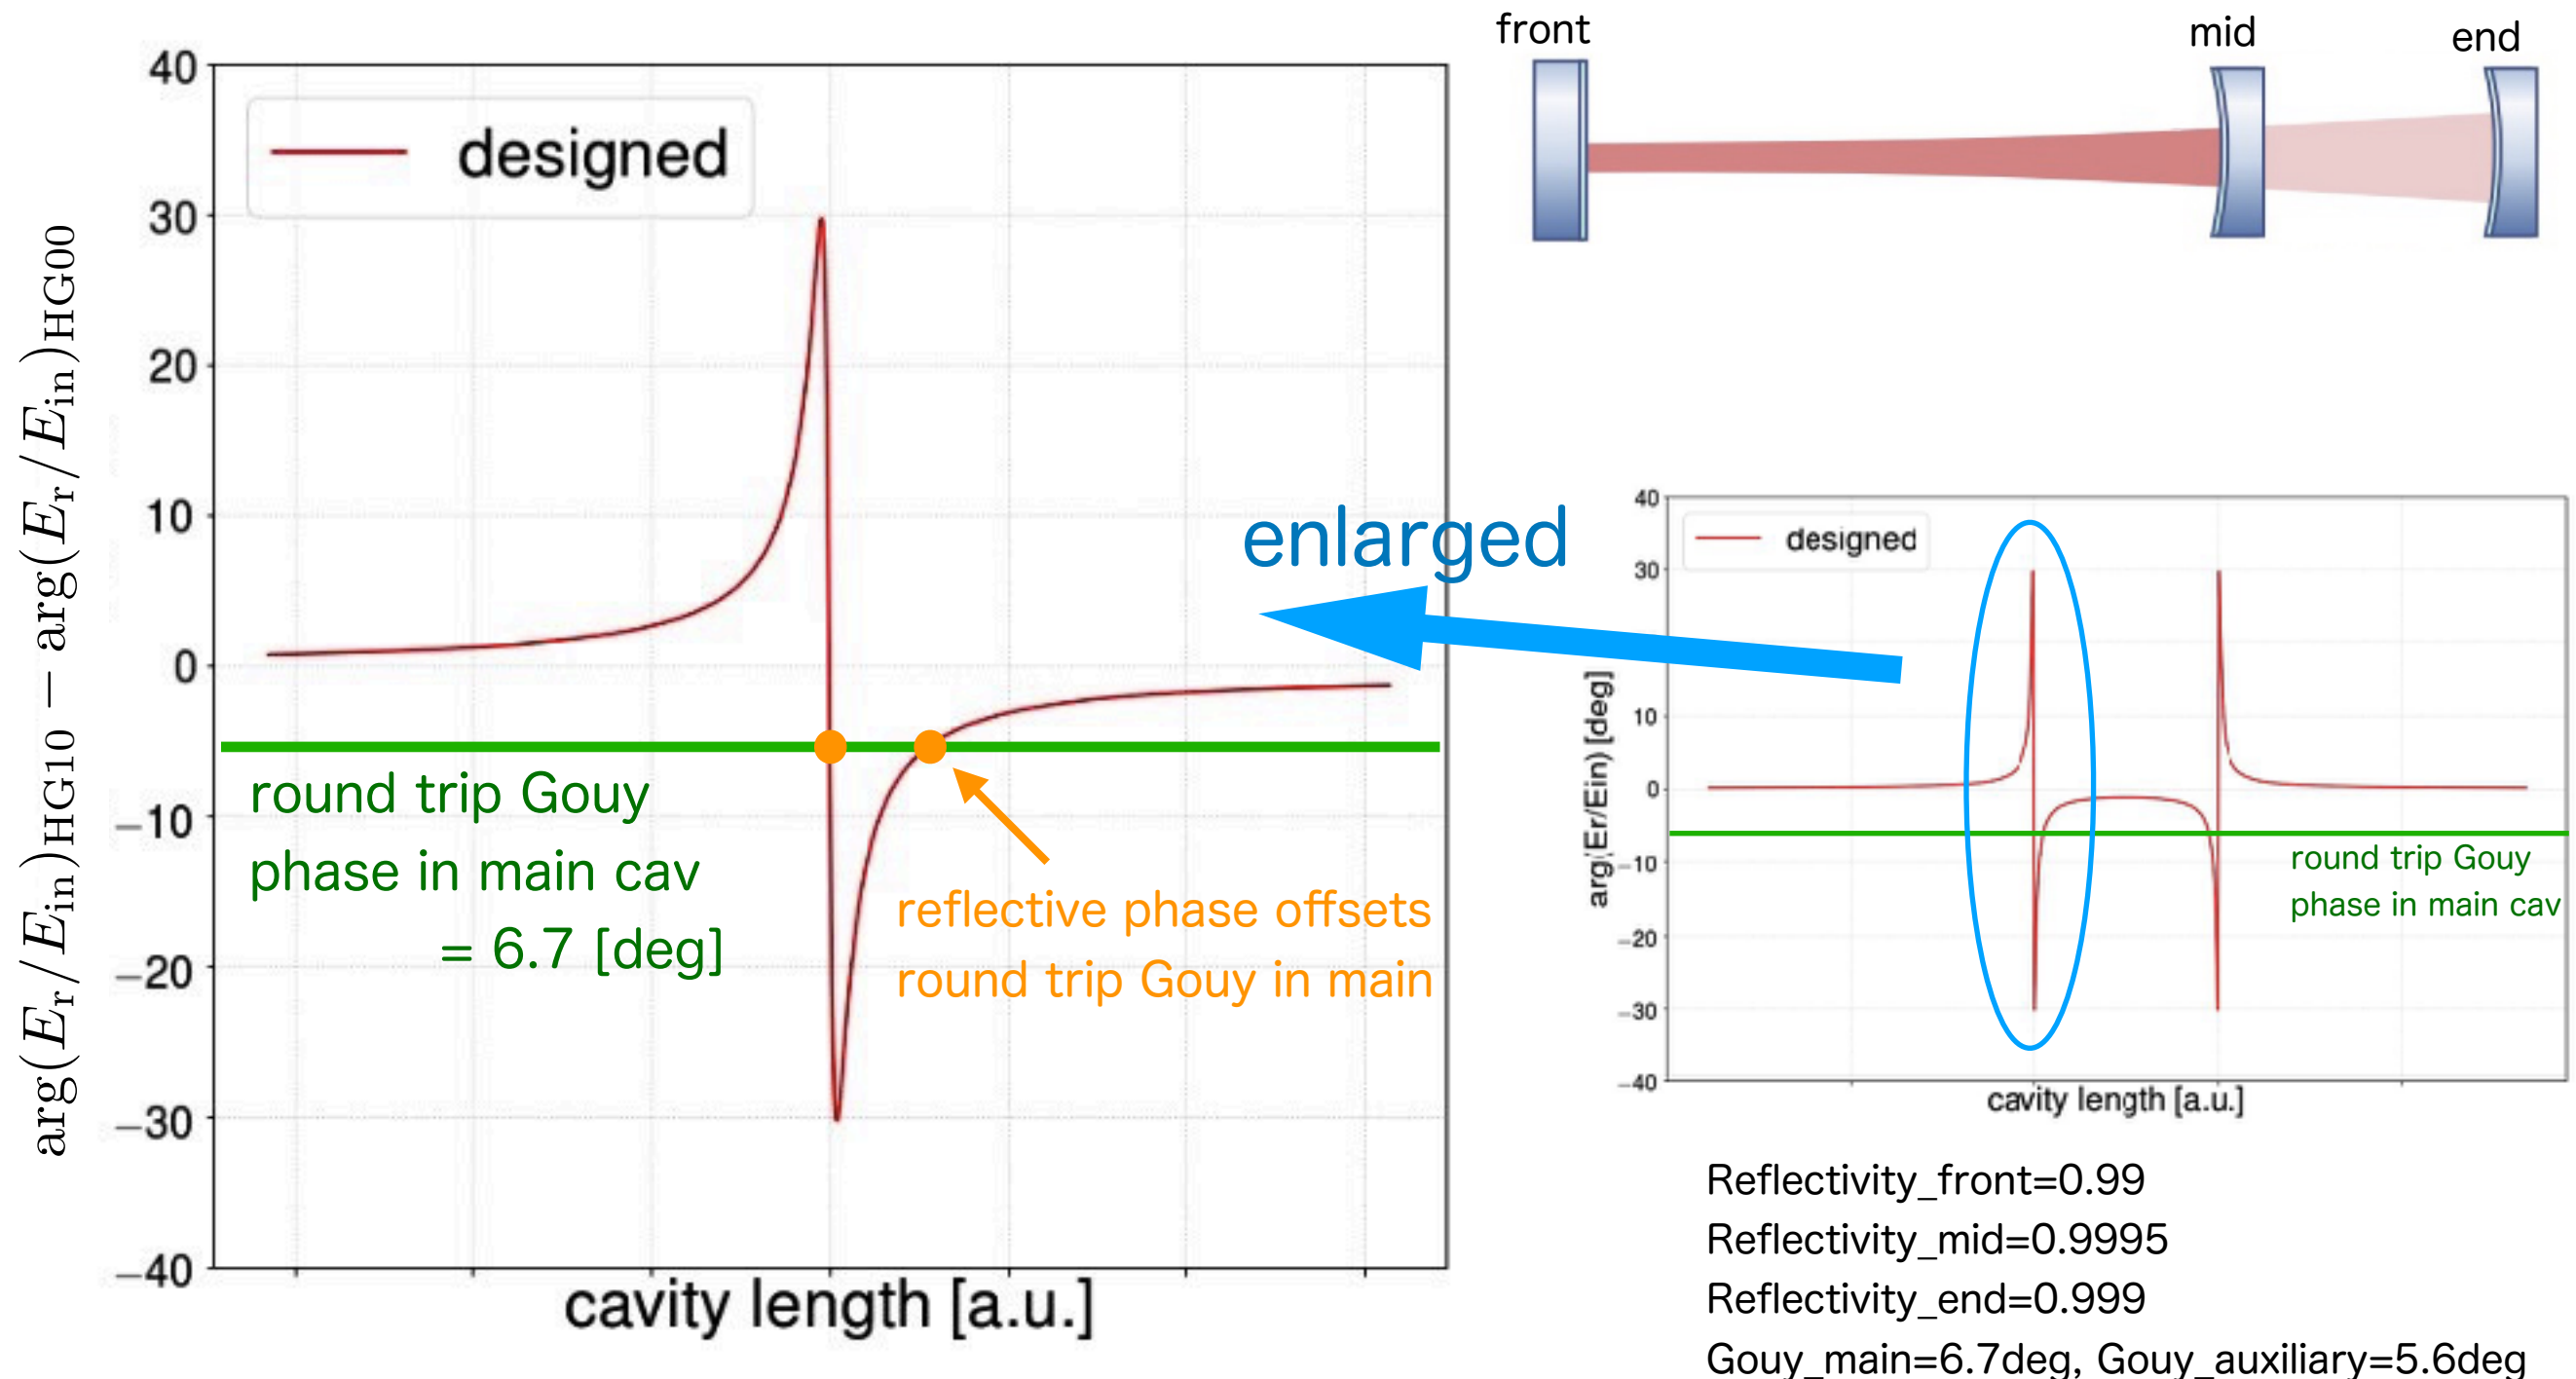 arg(E_r/E_in)_HG10 − arg(E_r/E_in)_HG00
40
30
20
10
0
−10
−20
−30
−40
designed
round trip Gouy
phase in main cav
= 6.7 [deg]
reflective phase offsets
round trip Gouy in main
cavity length [a.u.]
enlarged
front
mid
end
arg(Er/Ein) [deg]
40
30
10
0
−10
−20
−30
−40
designed
round trip Gouy
phase in main cav
cavity length [a.u.]
Reflectivity_front=0.99
Reflectivity_mid=0.9995
Reflectivity_end=0.999
Gouy_main=6.7deg, Gouy_auxiliary=5.6deg